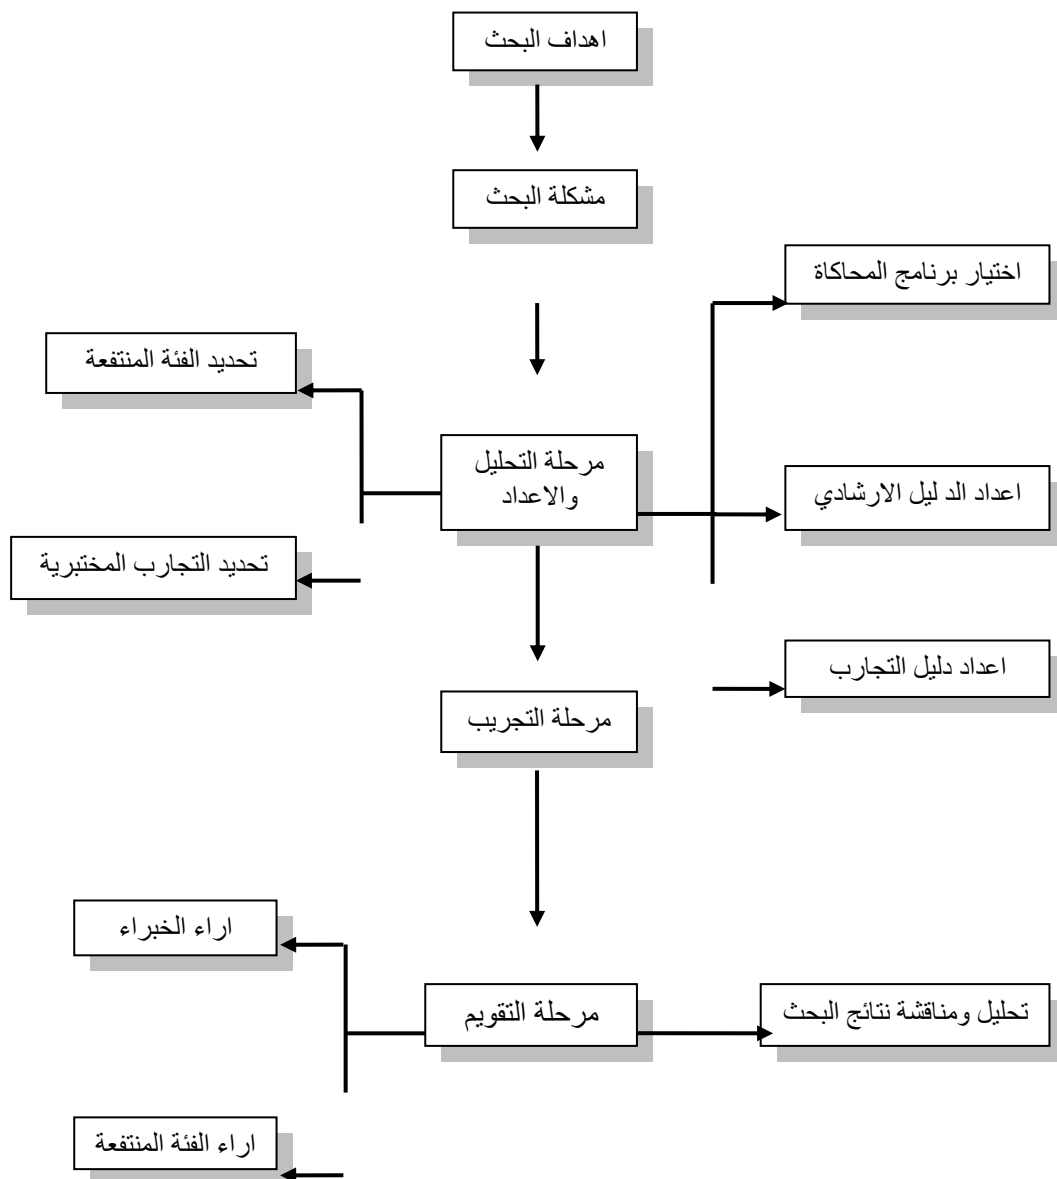 اهداف البحث
مشكلة البحث
اختيار برنامج المحاكاة
تحديد الفئة المنتفعة
مرحلة التحليل
والاعداد
اعداد الد ليل الارشادي
تحديد التجارب المختبرية
اعداد دليل التجارب
مرحلة التجريب
اراء الخبراء
تحليل ومناقشة نتائج البحث
مرحلة التقويم
اراء الفئة المنتفعة